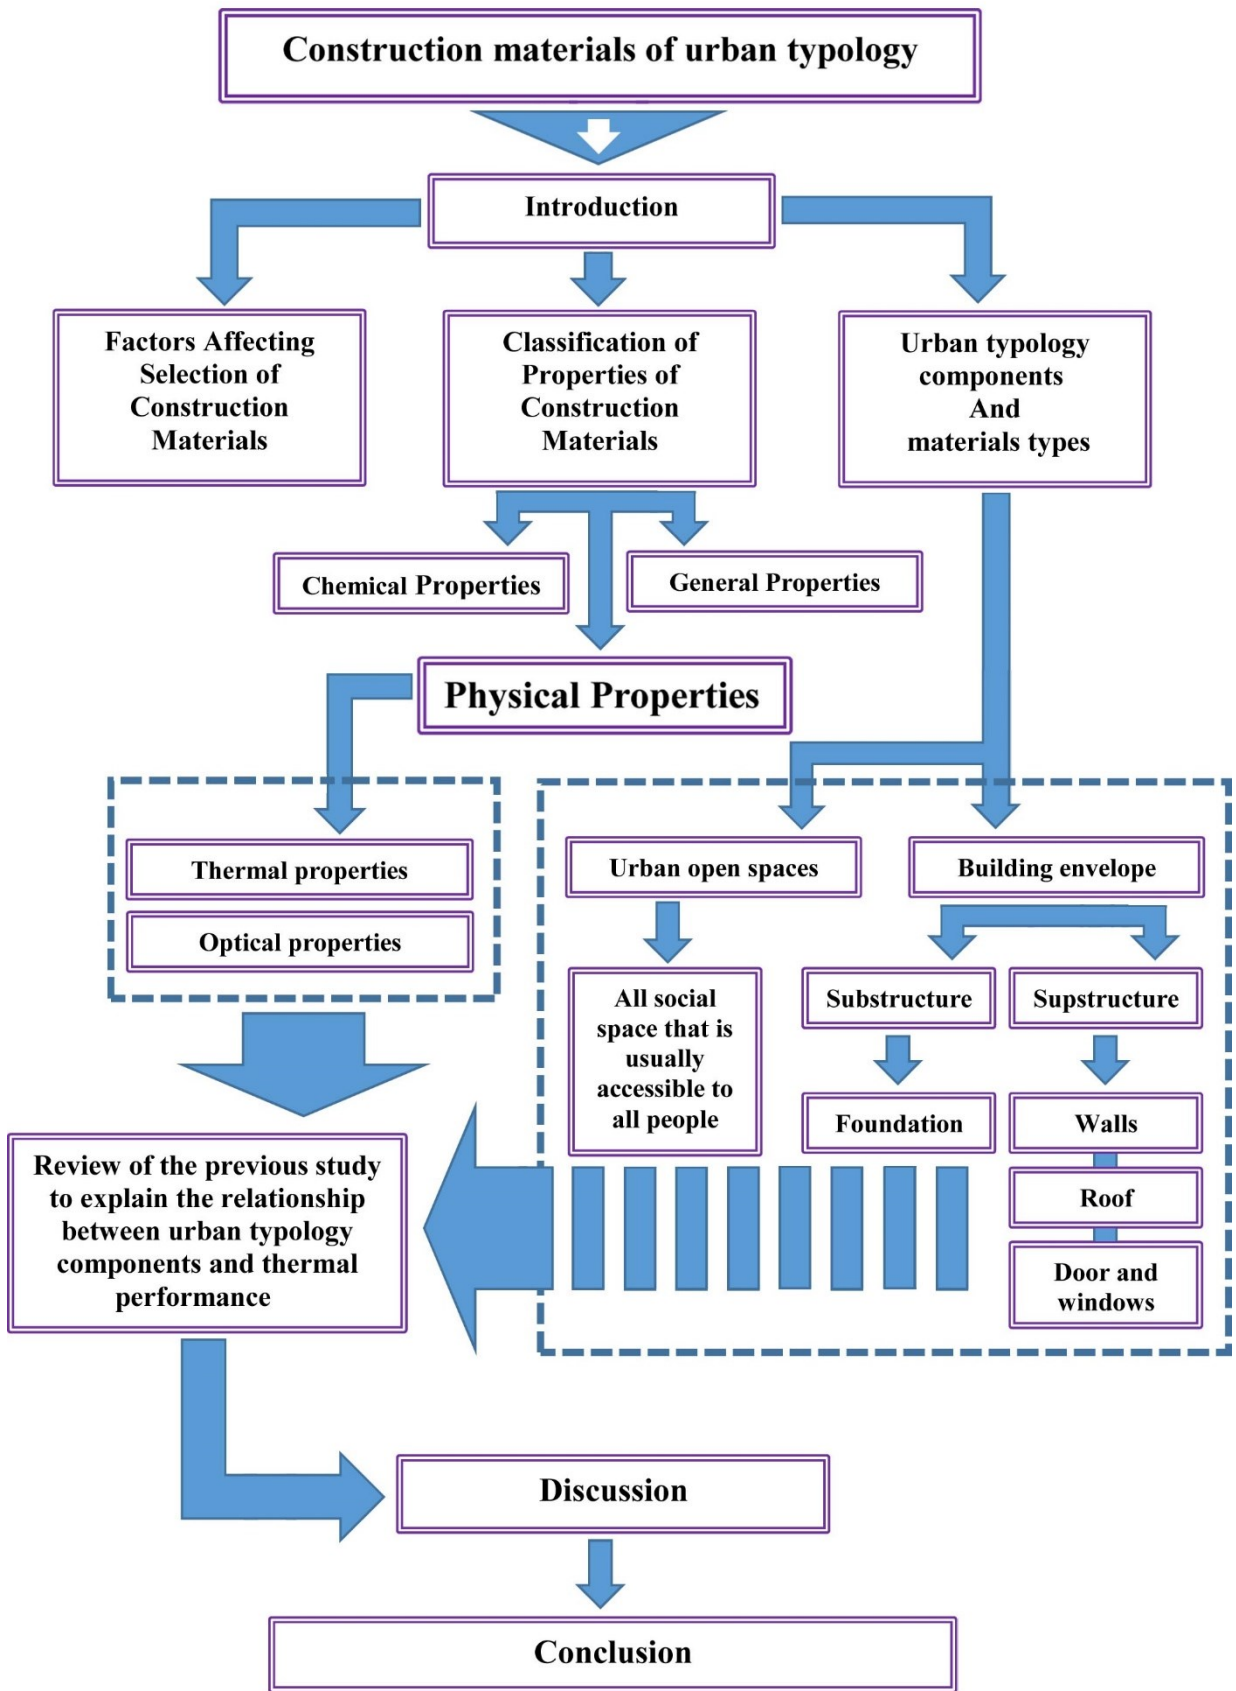 Construction materials of urban typology
Introduction
Factors Affecting
Selection of
Construction
Materials
Classification of
Properties of
Construction
Materials
Urban typology
components
And
materials types
Chemical Properties
General Properties
Physical Properties
Thermal properties
Optical properties
Urban open spaces
Building envelope
All social
space that is
usually
accessible to
all people
Substructure
Supstructure
Foundation
Walls
Roof
Door and
windows
Review of the previous study
to explain the relationship
between urban typology
components and thermal
performance
Discussion
Conclusion